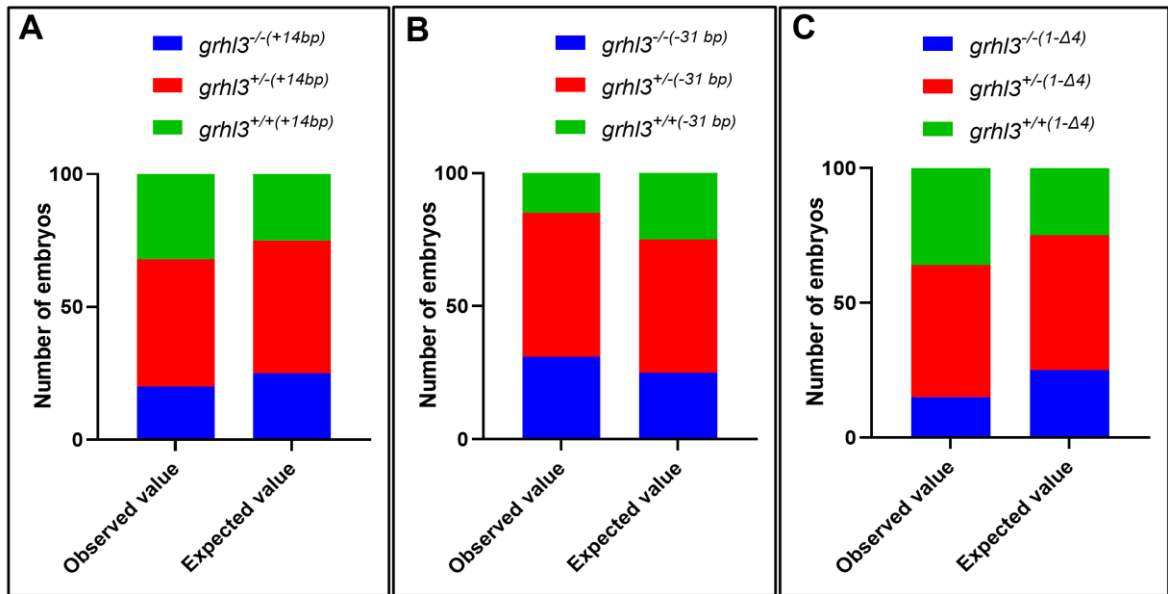 A
grhl3-/-(+14bp)
grhl3+/-(+14bp)
grhl3+/+(+14bp)
100
50
0
Number of embryos
Observed value
Expected value
B
grhl3-/-(-31 bp)
grhl3+/-(-31 bp)
grhl3+/+(-31 bp)
100
50
0
Number of embryos
Observed value
Expected value
C
grhl3-/-(1-Δ4)
grhl3+/-(1-Δ4)
grhl3+/+(1-Δ4)
100
50
0
Number of embryos
Observed value
Expected value